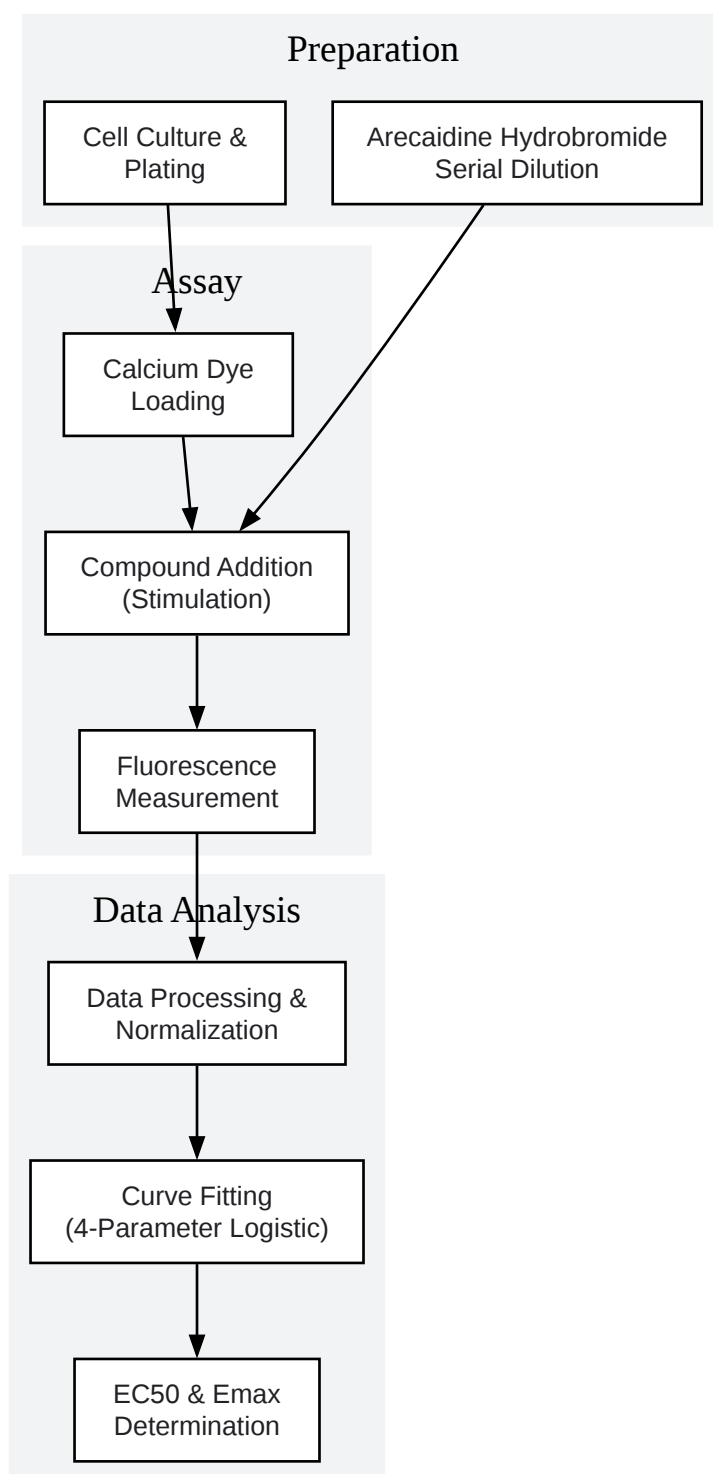 Preparation
Cell Culture &
Plating
Arecaidine Hydrobromide
Serial Dilution
Assay
Calcium Dye
Loading
Compound Addition
(Stimulation)
Fluorescence
Measurement
Data Analysis
Data Processing &
Normalization
Curve Fitting
(4-Parameter Logistic)
EC50 & Emax
Determination